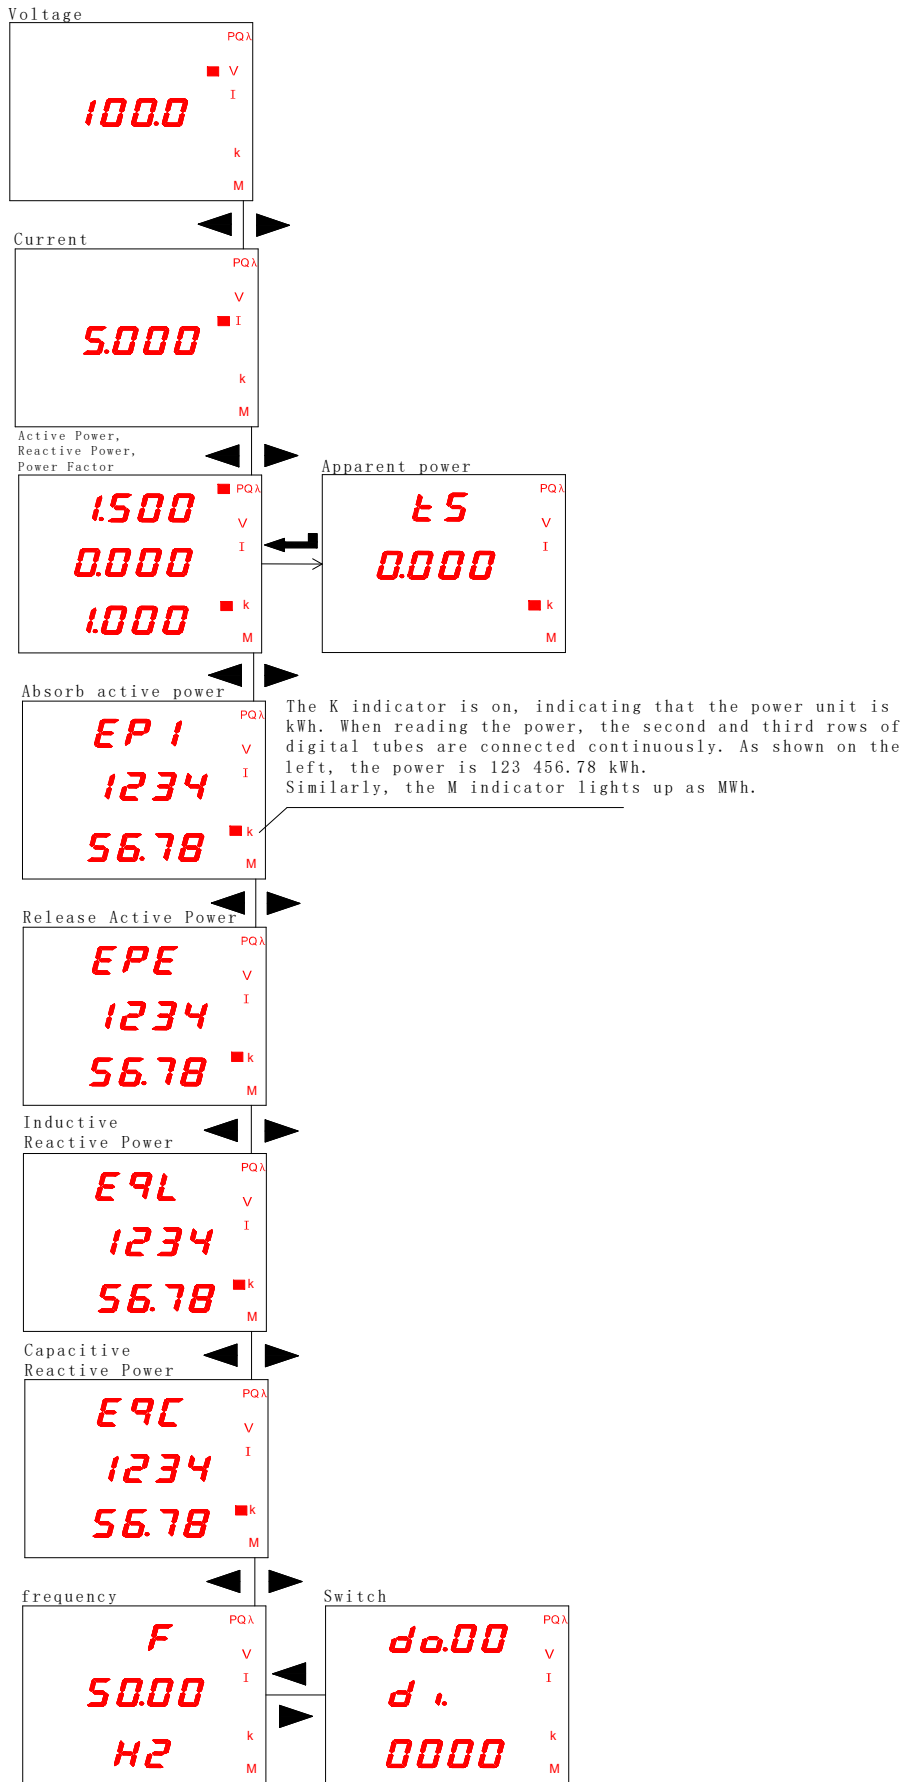 Voltage
PQλ
V
I
100.0
k
M
Current
PQλ
V
I
5.000
k
M
Active Power,
Reactive Power,
Power Factor
1.500
PQλ
V
0.000
I
1.000
k
M
Apparent power
tS
PQλ
V
0.000
I
k
M
Absorb active power
EP1
PQλ
V
1234
I
56.78
k
M
The K indicator is on, indicating that the power unit is
kWh. When reading the power, the second and third rows of
digital tubes are connected continuously. As shown on the
left, the power is 123 456.78 kWh.
Similarly, the M indicator lights up as MWh.
Release Active Power
EPE
PQλ
V
1234
I
56.78
k
M
Inductive
Reactive Power
EqL
PQλ
V
1234
I
56.78
k
M
Capacitive
Reactive Power
EqC
PQλ
V
1234
I
56.78
k
M
frequency
F
PQλ
V
50.00
I
HZ
k
M
Switch
do.00
PQλ
V
di.
I
0000
k
M